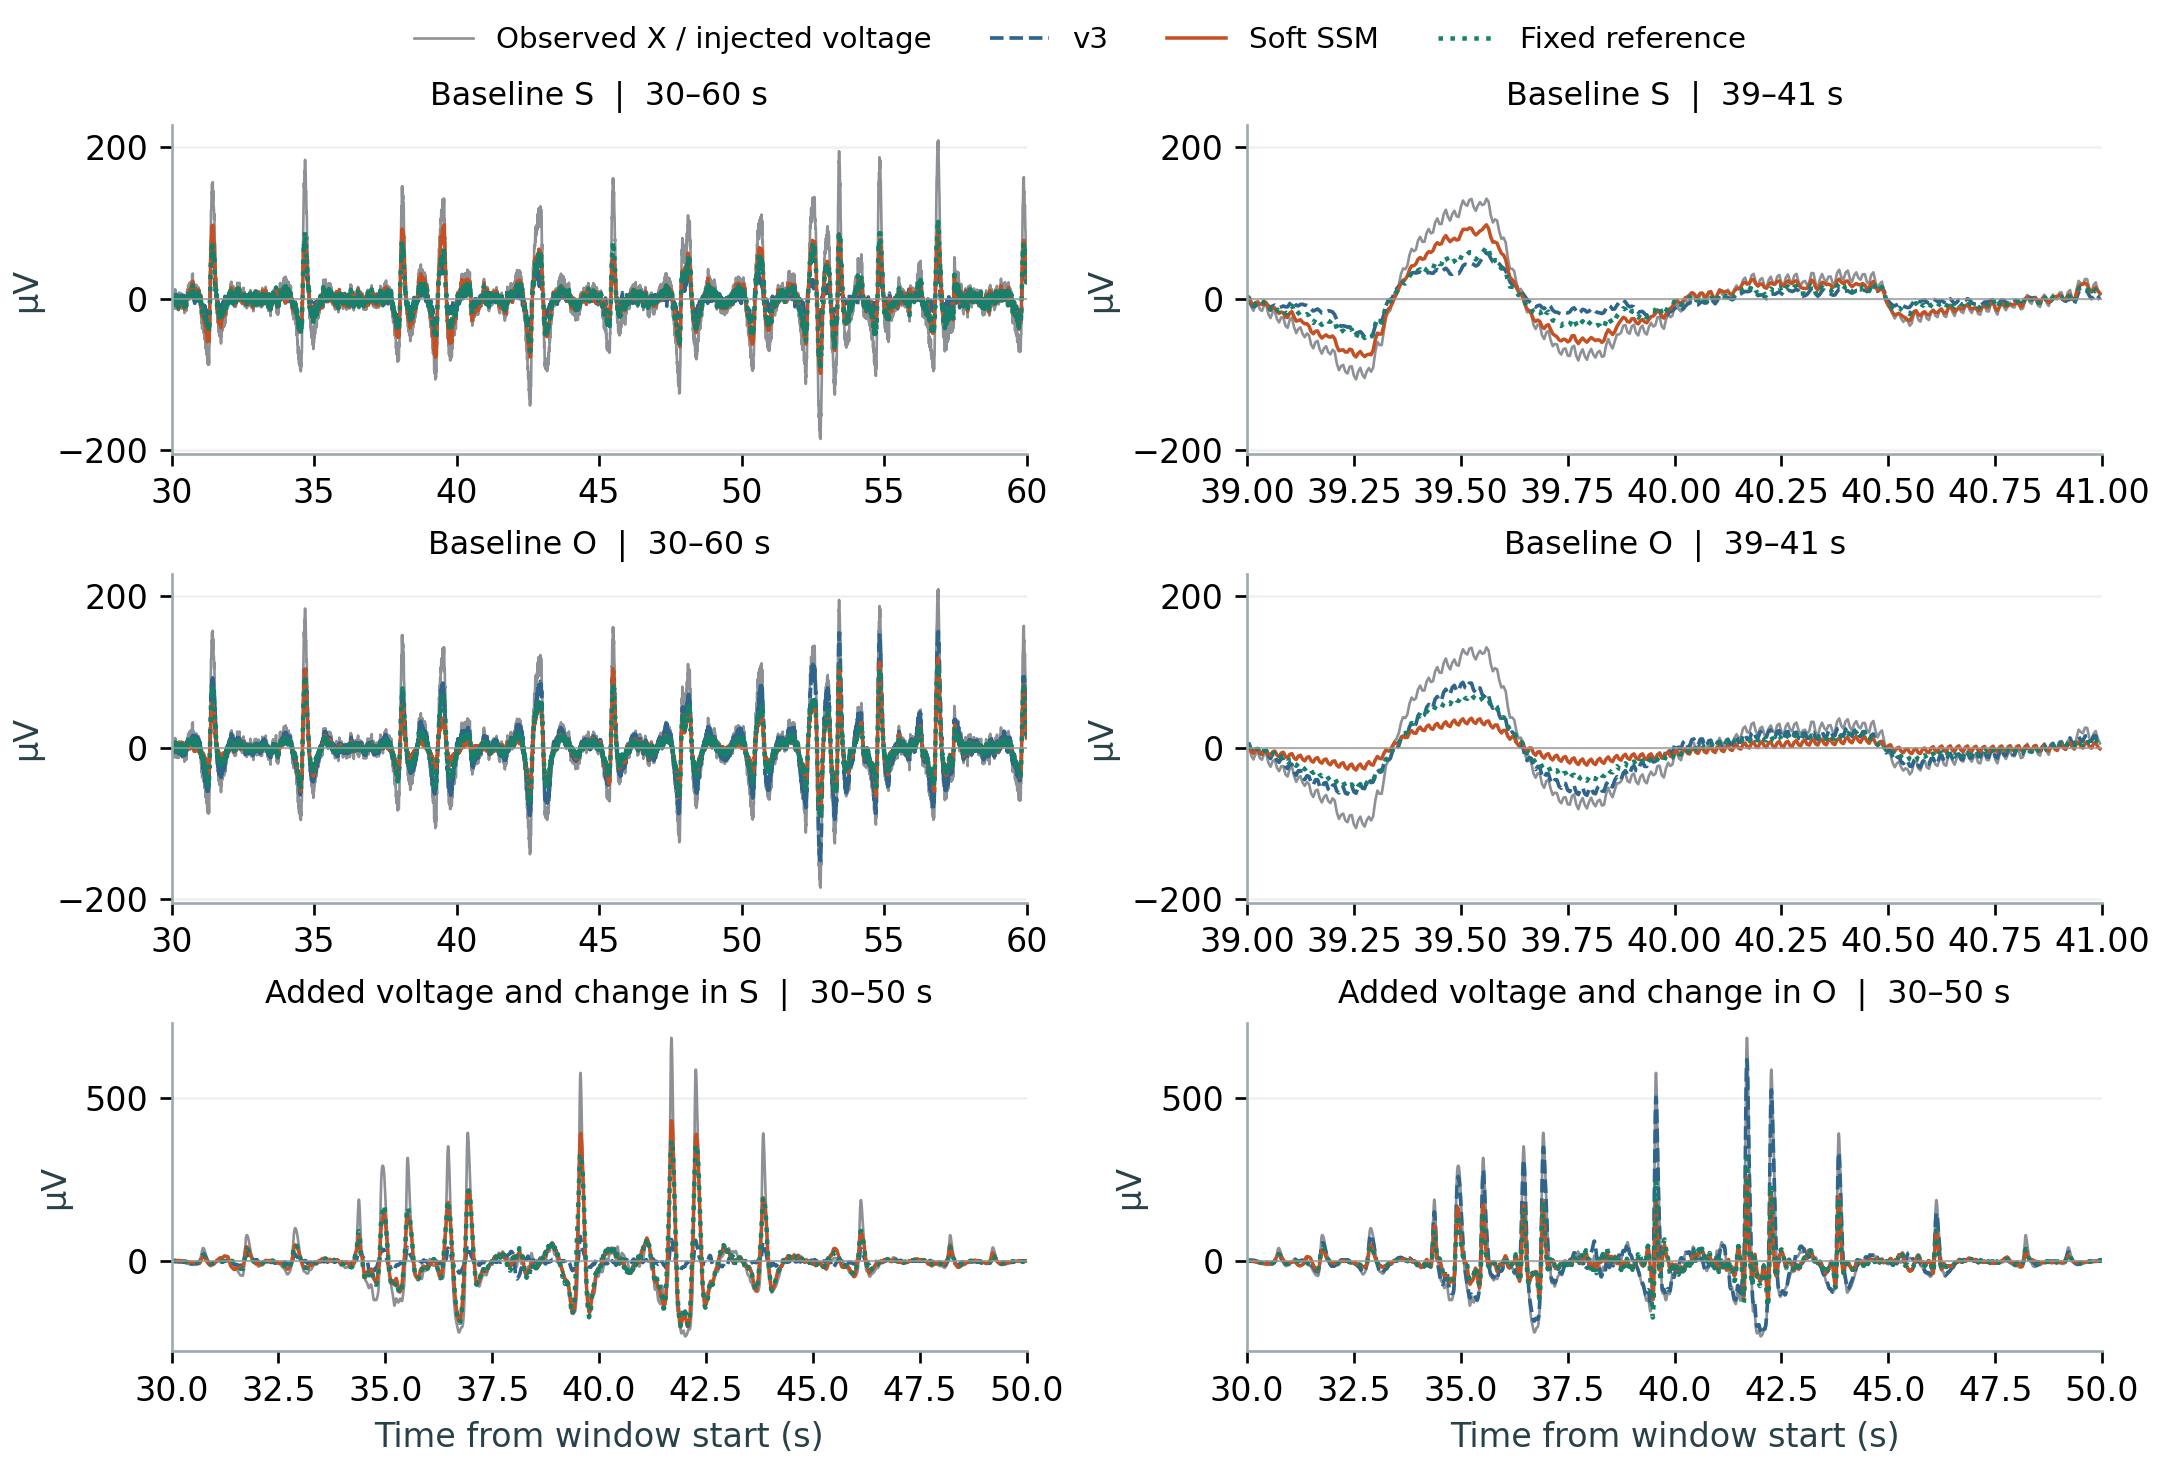 Observed X / injected voltage v3 Soft SSM Fixed reference
Baseline S | 30–60 s
Baseline S | 39–41 s
µV
200
0
−200
30 35 40 45 50 55 60
µV
200
0
−200
39.00 39.25 39.50 39.75 40.00 40.25 40.50 40.75 41.00
Baseline O | 30–60 s
Baseline O | 39–41 s
µV
200
0
−200
30 35 40 45 50 55 60
µV
200
0
−200
39.00 39.25 39.50 39.75 40.00 40.25 40.50 40.75 41.00
Added voltage and change in S | 30–50 s
Added voltage and change in O | 30–50 s
µV
500
0
30.0 32.5 35.0 37.5 40.0 42.5 45.0 47.5 50.0
Time from window start (s)
µV
500
0
30.0 32.5 35.0 37.5 40.0 42.5 45.0 47.5 50.0
Time from window start (s)